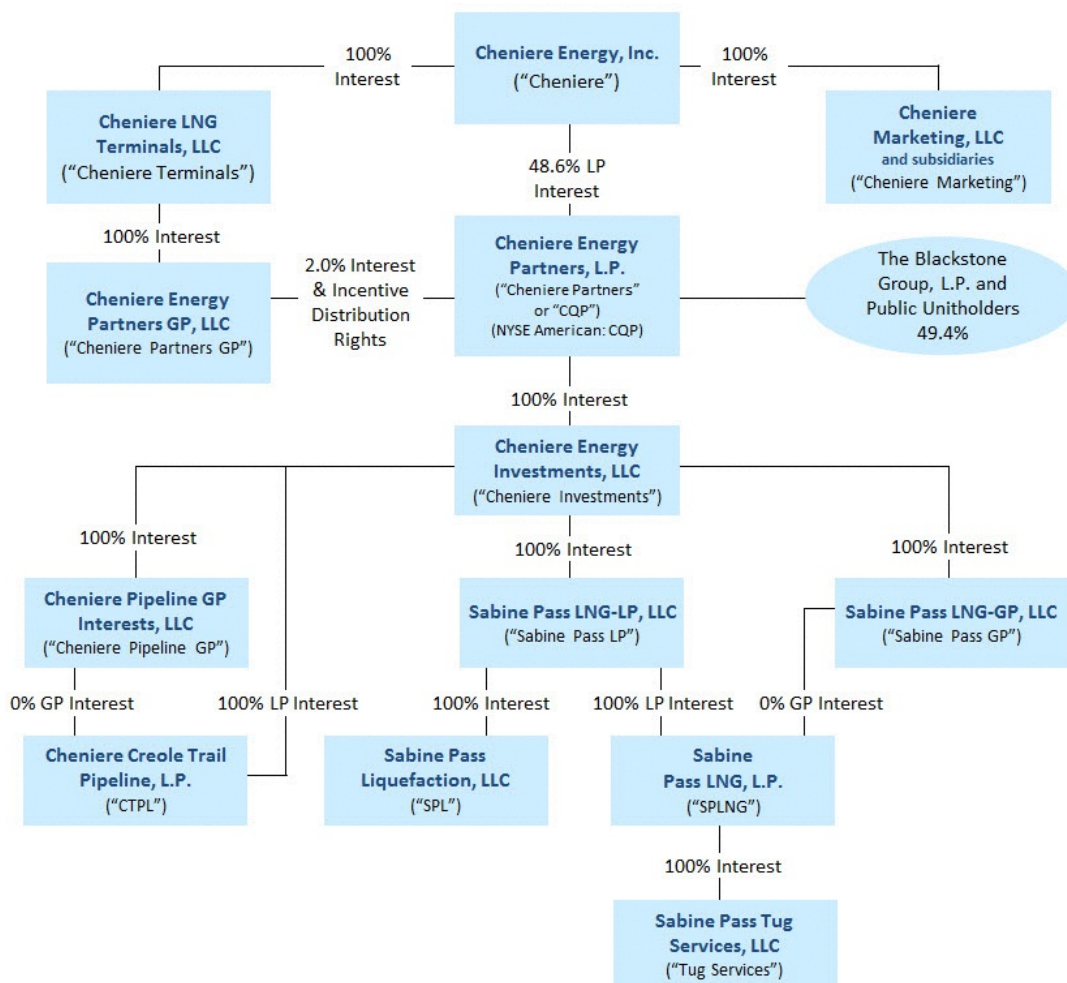 Cheniere Energy, Inc.
(“Cheniere”)
100%
Interest
100%
Interest
Cheniere LNG
Terminals, LLC
(“Cheniere Terminals”)
Cheniere
Marketing, LLC
and subsidiaries
(“Cheniere Marketing”)
48.6% LP
Interest
100% Interest
Cheniere Energy
Partners GP, LLC
(“Cheniere Partners GP”)
2.0% Interest
& Incentive
Distribution
Rights
Cheniere Energy
Partners, L.P.
(“Cheniere Partners”
or “CQP”)
(NYSE American: CQP)
The Blackstone
Group, L.P. and
Public Unitholders
49.4%
100% Interest
Cheniere Energy
Investments, LLC
(“Cheniere Investments”)
100% Interest
100% Interest
100% Interest
Cheniere Pipeline GP
Interests, LLC
(“Cheniere Pipeline GP”)
Sabine Pass LNG-LP, LLC
(“Sabine Pass LP”)
Sabine Pass LNG-GP, LLC
(“Sabine Pass GP”)
0% GP Interest
100% LP Interest
100% Interest
100% LP Interest
0% GP Interest
Cheniere Creole Trail
Pipeline, L.P.
(“CTPL”)
Sabine Pass
Liquefaction, LLC
(“SPL”)
Sabine
Pass LNG, L.P.
(“SPLNG”)
100% Interest
Sabine Pass Tug
Services, LLC
(“Tug Services”)